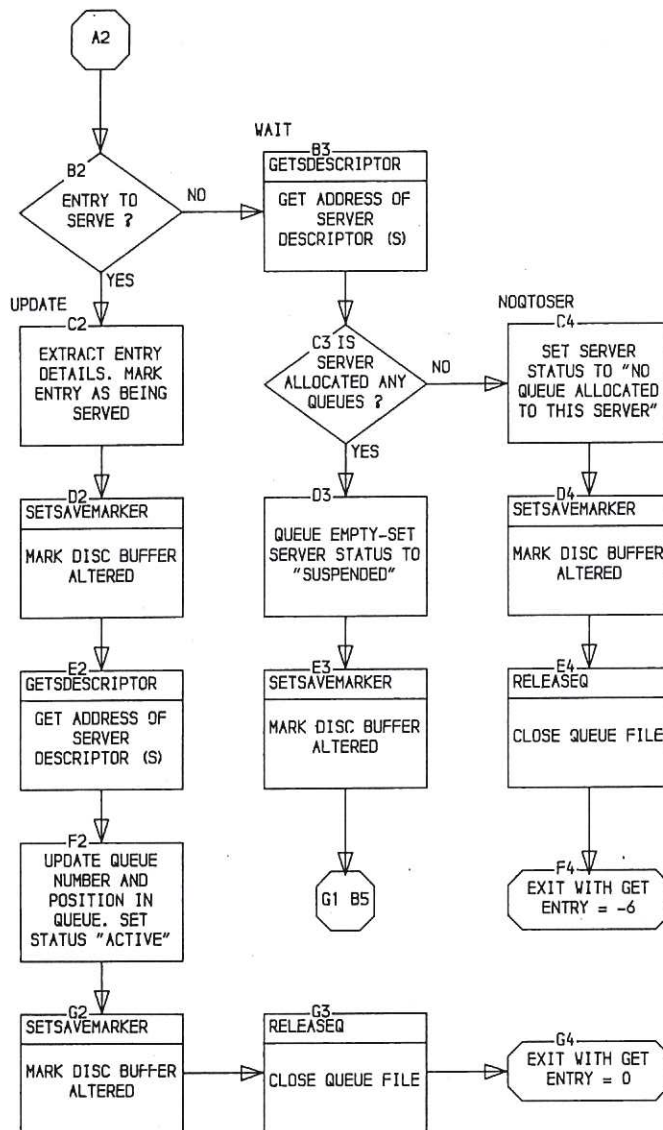 A2
B2
ENTRY TO
SERVE ?
NO
YES
WAIT
B3
GETSDESCRIPTOR
GET ADDRESS OF
SERVER
DESCRIPTOR (S)
UPDATE
C2
EXTRACT ENTRY
DETAILS. MARK
ENTRY AS BEING
SERVED
C3 IS
SERVER
ALLOCATED ANY
QUEUES ?
NO
YES
NOQTOSER
C4
SET SERVER
STATUS TO "NO
QUEUE ALLOCATED
TO THIS SERVER"
D2
SETSAVEMARKER
MARK DISC BUFFER
ALTERED
D3
QUEUE EMPTY-SET
SERVER STATUS TO
"SUSPENDED"
D4
SETSAVEMARKER
MARK DISC BUFFER
ALTERED
E2
GETSDESCRIPTOR
GET ADDRESS OF
SERVER
DESCRIPTOR (S)
E3
SETSAVEMARKER
MARK DISC BUFFER
ALTERED
E4
RELEASEQ
CLOSE QUEUE FILE
F2
UPDATE QUEUE
NUMBER AND
POSITION IN
QUEUE. SET
STATUS "ACTIVE"
G1 B5
F4
EXIT WITH GET
ENTRY = -6
G2
SETSAVEMARKER
MARK DISC BUFFER
ALTERED
G3
RELEASEQ
CLOSE QUEUE FILE
G4
EXIT WITH GET
ENTRY = 0